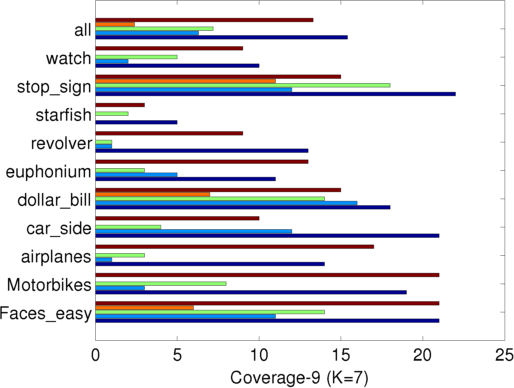 all
watch
stop_sign
starfish
revolver
euphonium
dollar_bill
car_side
airplanes
Motorbikes
Faces_easy
0 5 10 15 20 25
Coverage-9 (K=7)